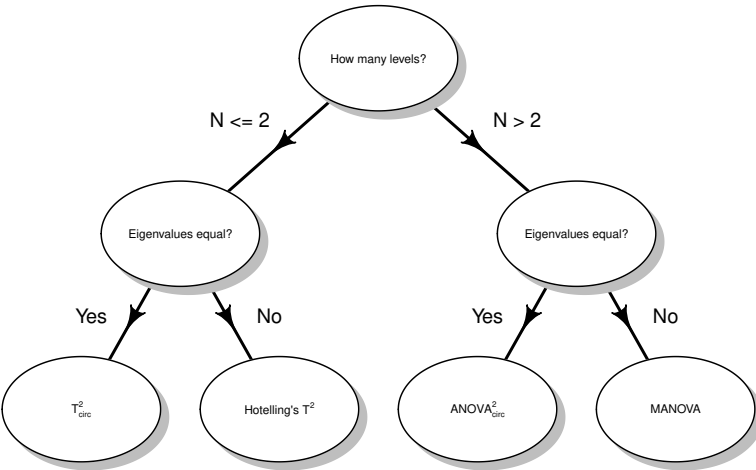 How many levels?
N <= 2
N > 2
Eigenvalues equal?
Eigenvalues equal?
Yes
No
Yes
No
T²circ
Hotelling's T²
ANOVA²circ
MANOVA